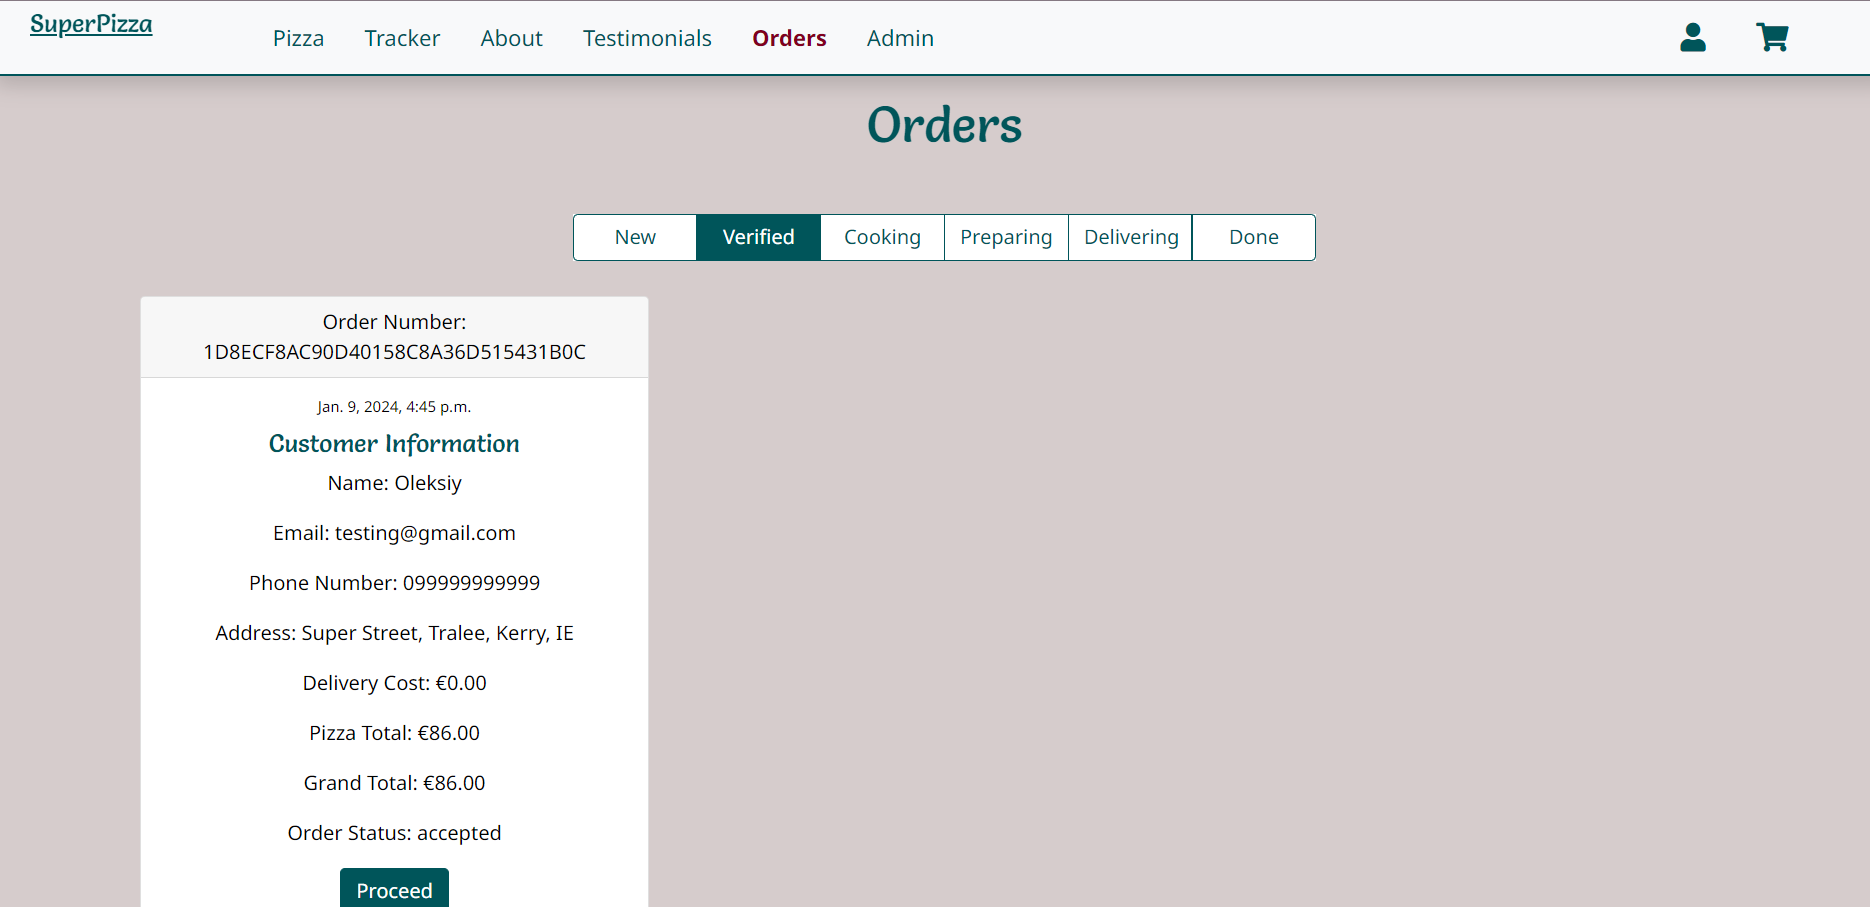 SuperPizza
Pizza Tracker About Testimonials Orders Admin
Orders
New Verified Cooking Preparing Delivering Done
Order Number:
1D8ECF8AC90D40158C8A36D515431B0C
Jan. 9, 2024, 4:45 p.m.
Customer Information
Name: Oleksiy
Email: testing@gmail.com
Phone Number: 099999999999
Address: Super Street, Tralee, Kerry, IE
Delivery Cost: €0.00
Pizza Total: €86.00
Grand Total: €86.00
Order Status: accepted
Proceed